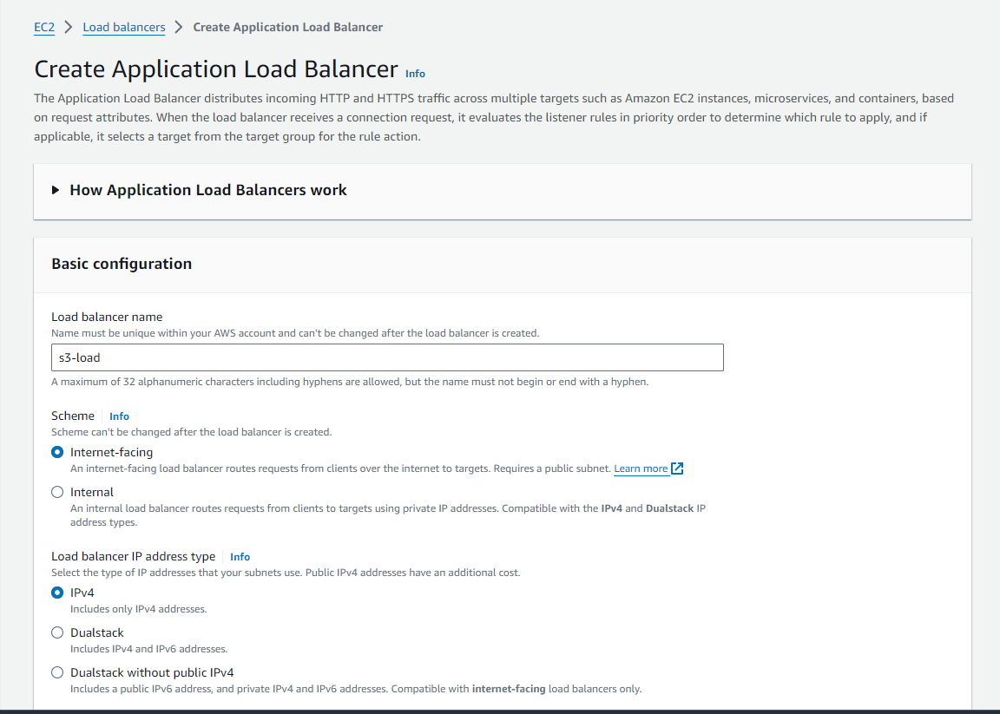 EC2 > Load balancers > Create Application Load Balancer
Create Application Load Balancer Info
The Application Load Balancer distributes incoming HTTP and HTTPS traffic across multiple targets such as Amazon EC2 instances, microservices, and containers, based
on request attributes. When the load balancer receives a connection request, it evaluates the listener rules in priority order to determine which rule to apply, and if
applicable, it selects a target from the target group for the rule action.
How Application Load Balancers work
Basic configuration
Load balancer name
Name must be unique within your AWS account and can't be changed after the load balancer is created.
s3-load
A maximum of 32 alphanumeric characters including hyphens are allowed, but the name must not begin or end with a hyphen.
Scheme Info
Scheme can't be changed after the load balancer is created.
Internet-facing
An internet-facing load balancer routes requests from clients over the internet to targets. Requires a public subnet. Learn more
Internal
An internal load balancer routes requests from clients to targets using private IP addresses. Compatible with the IPv4 and Dualstack IP
address types.
Load balancer IP address type Info
Select the type of IP addresses that your subnets use. Public IPv4 addresses have an additional cost.
IPv4
Includes only IPv4 addresses.
Dualstack
Includes IPv4 and IPv6 addresses.
Dualstack without public IPv4
Includes a public IPv6 address, and private IPv4 and IPv6 addresses. Compatible with internet-facing load balancers only.